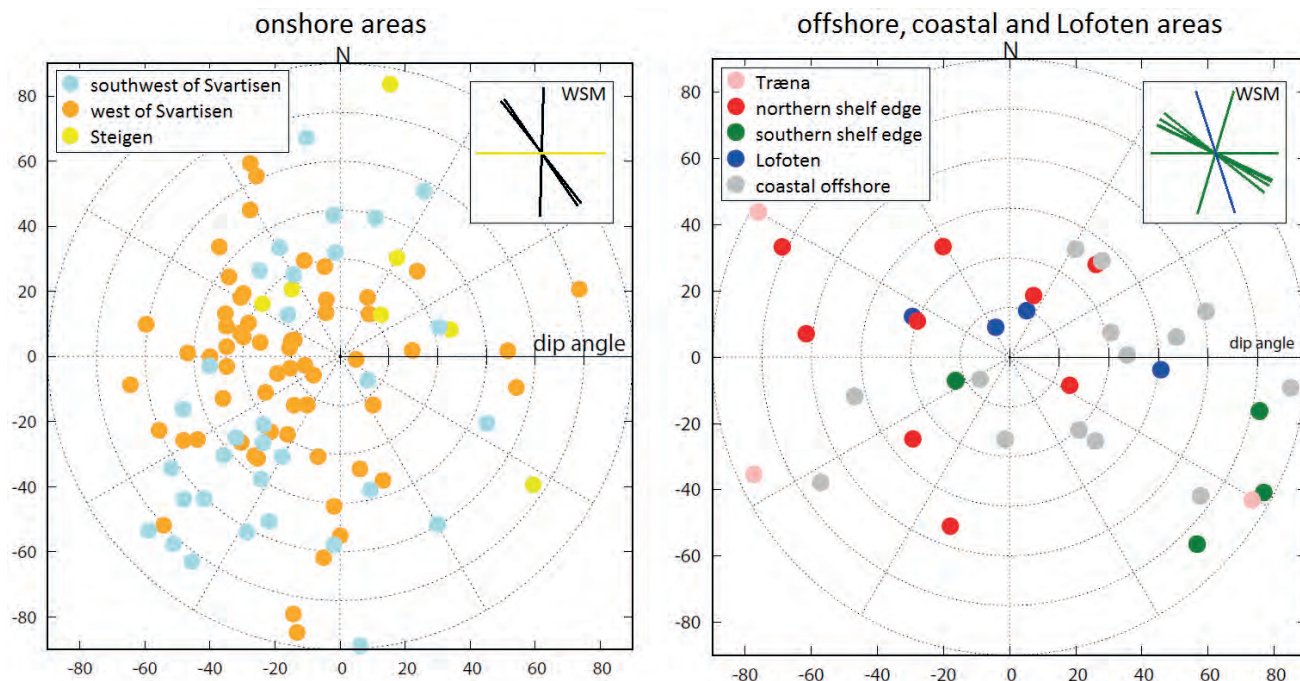 onshore areas
N
southwest of Svartisen
west of Svartisen
Steigen
WSM
dip angle
80
60
40
20
0
-20
-40
-60
-80
-80
-60
-40
-20
0
20
40
60
80
offshore, coastal and Lofoten areas
N
Træna
northern shelf edge
southern shelf edge
Lofoten
coastal offshore
WSM
dip angle
80
60
40
20
0
-20
-40
-60
-80
-80
-60
-40
-20
0
20
40
60
80